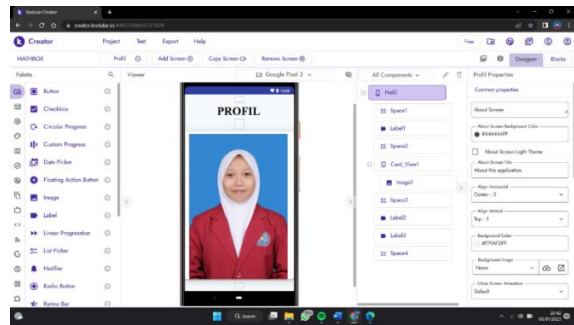 Kodular Creator
creator.kodular.io
Creator
Project
Test
Export
Help
Free
MATHBOX
Profil
Add Screen
Copy Screen
Remove Screen
Designer
Blocks
Palette
Viewer
Google Pixel 3
All Components
Profil Properties
Button
Checkbox
Circular Progress
Custom Progress
Date Picker
Floating Action Button
Image
Label
Linear Progressbar
List Picker
Notifier
Radio Button
Rating Bar
PROFIL
Profil
Space1
Label1
Space2
Card_View1
Image1
Space3
Label2
Label3
Space4
Common properties
About Screen
About Screen Background Color
#444444FF
About Screen Light Theme
About Screen Title
About this application
Align Horizontal
Center : 3
Align Vertical
Top : 1
Background Color
Background Image
None
Close Screen Animation
Default
Search